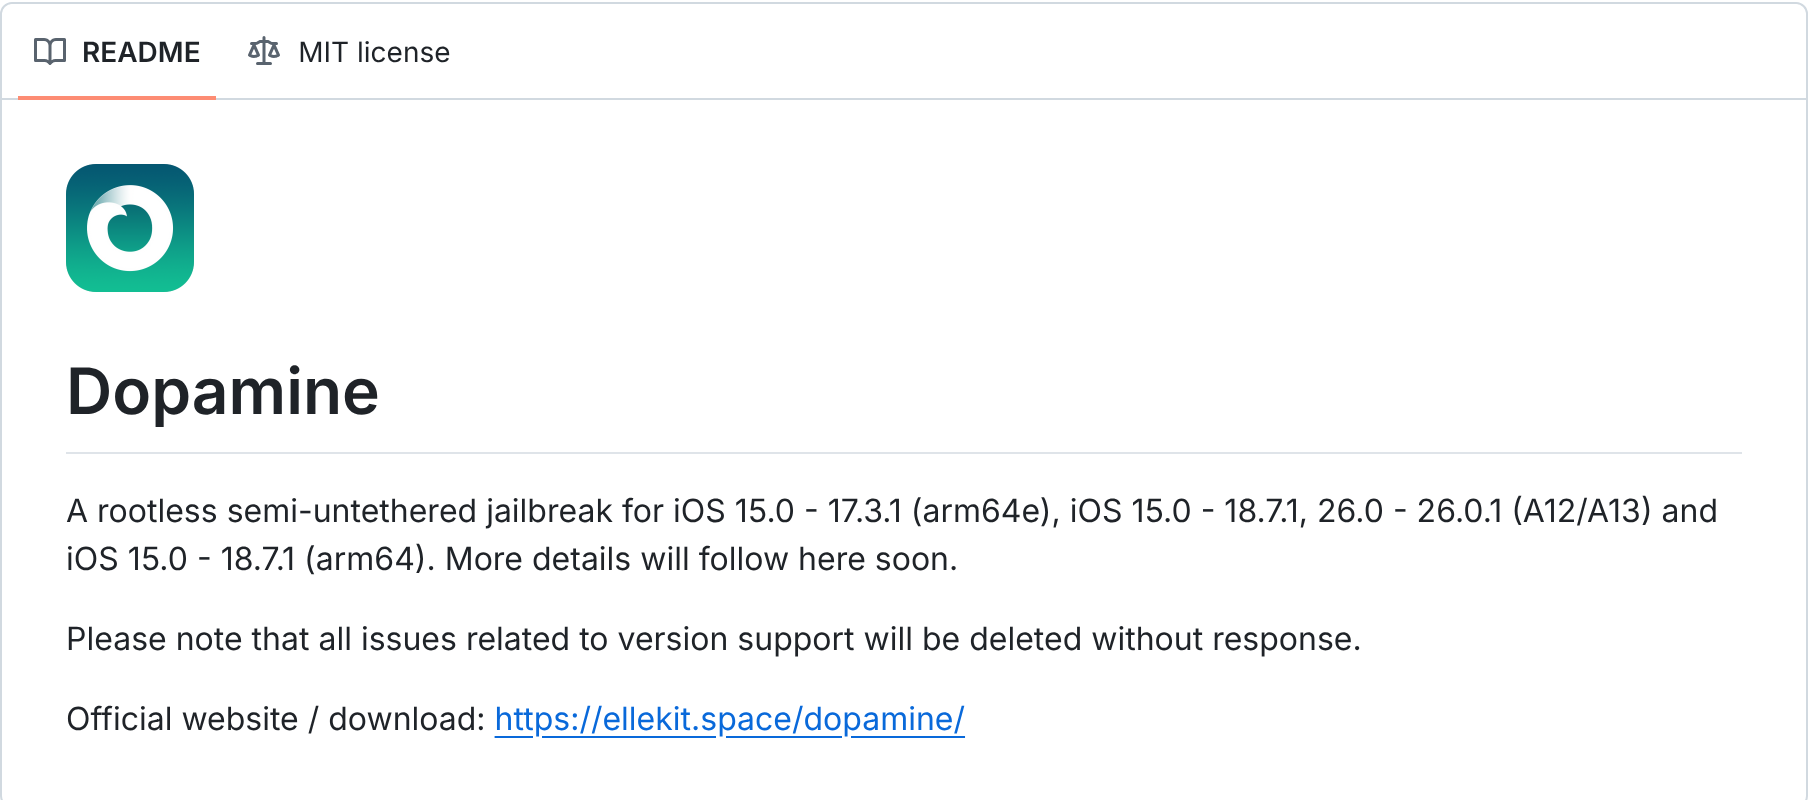 README
MIT license
Dopamine
A rootless semi-untethered jailbreak for iOS 15.0 - 17.3.1 (arm64e), iOS 15.0 - 18.7.1, 26.0 - 26.0.1 (A12/A13) and
iOS 15.0 - 18.7.1 (arm64). More details will follow here soon.
Please note that all issues related to version support will be deleted without response.
Official website / download: https://ellekit.space/dopamine/